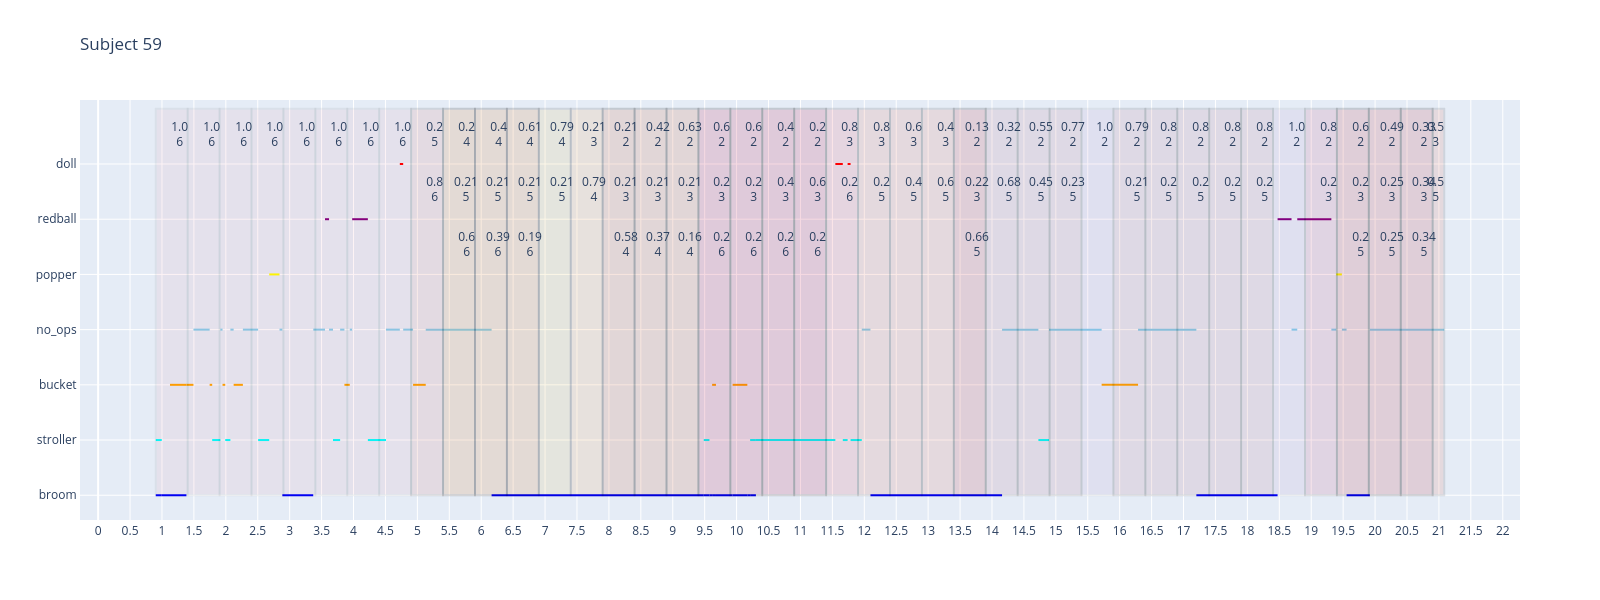 Subject 59
1.0 1.0 1.0 1.0 1.0 1.0 1.0 1.0 0.2 0.2 0.4 0.61 0.79 0.21 0.21 0.42 0.63 0.6 0.6 0.4 0.2 0.8 0.8 0.6 0.4 0.13 0.32 0.55 0.77 1.0 0.79 0.8 0.8 0.8 0.8 1.0 0.8 0.6 0.49 0.33 0.5
6 6 6 6 6 6 6 6 5 4 4 4 4 3 2 2 2 2 2 2 2 3 3 3 3 2 2 2 2 2 2 2 2 2 2 2 2 2 2 2 3
doll
0.8 0.21 0.21 0.21 0.21 0.79 0.21 0.21 0.21 0.2 0.2 0.4 0.6 0.2 0.2 0.4 0.6 0.22 0.68 0.45 0.23 0.21 0.2 0.2 0.2 0.2 0.2 0.2 0.25 0.34 0.5
6 5 5 5 5 4 3 3 3 3 3 3 3 6 5 5 5 3 5 5 5 5 5 5 5 5 3 3 3 3 5
redball
0.6 0.39 0.19 0.58 0.37 0.16 0.2 0.2 0.2 0.2 0.66 0.2 0.25 0.34
6 6 6 4 4 4 6 6 6 6 5 5 5 5
popper
no_ops
bucket
stroller
broom
0 0.5 1 1.5 2 2.5 3 3.5 4 4.5 5 5.5 6 6.5 7 7.5 8 8.5 9 9.5 10 10.5 11 11.5 12 12.5 13 13.5 14 14.5 15 15.5 16 16.5 17 17.5 18 18.5 19 19.5 20 20.5 21 21.5 22